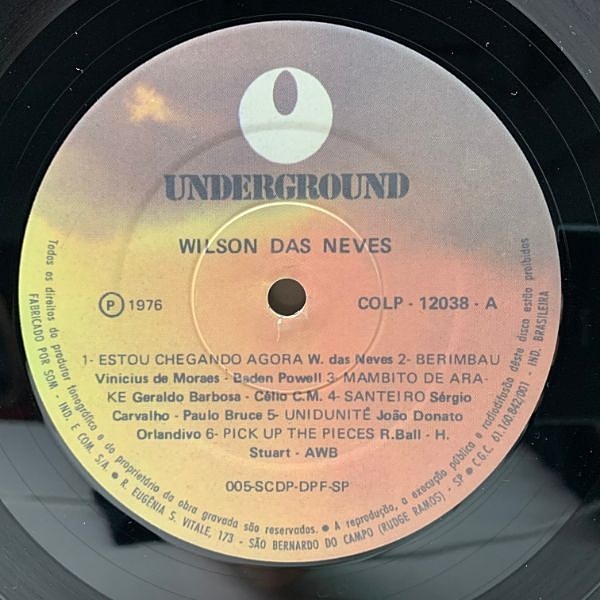 UNDERGROUND
WILSON DAS NEVES
Ⓟ 1976
COLP - 12038 - A
1- ESTOU CHEGANDO AGORA W. das Neves 2- BERIMBAU
Vinicius de Moraes - Baden Powell 3- MAMBITO DE ARA-
KE Geraldo Barbosa - Célio C.M. 4- SANTEIRO Sérgio
Carvalho - Paulo Bruce 5- UNIDUNITÊ João Donato
Orlandivo 6- PICK UP THE PIECES R.Ball - H.
Stuart - AWB
005-SCDP-DPF-SP
Todos os direitos do produtor fonográfico e do proprietário da obra gravada são reservados. ● A reprodução, a execução pública e radiodifusão dêste disco estão proibidas
FABRICADO POR SOM - IND. E COM. S/A. ● R. EUGÊNIA S. VITALE, 173 - SÃO BERNARDO DO CAMPO (RUDGE RAMOS) - SP ● C.G.C. 61.160.842/001 - IND. BRASILEIRA